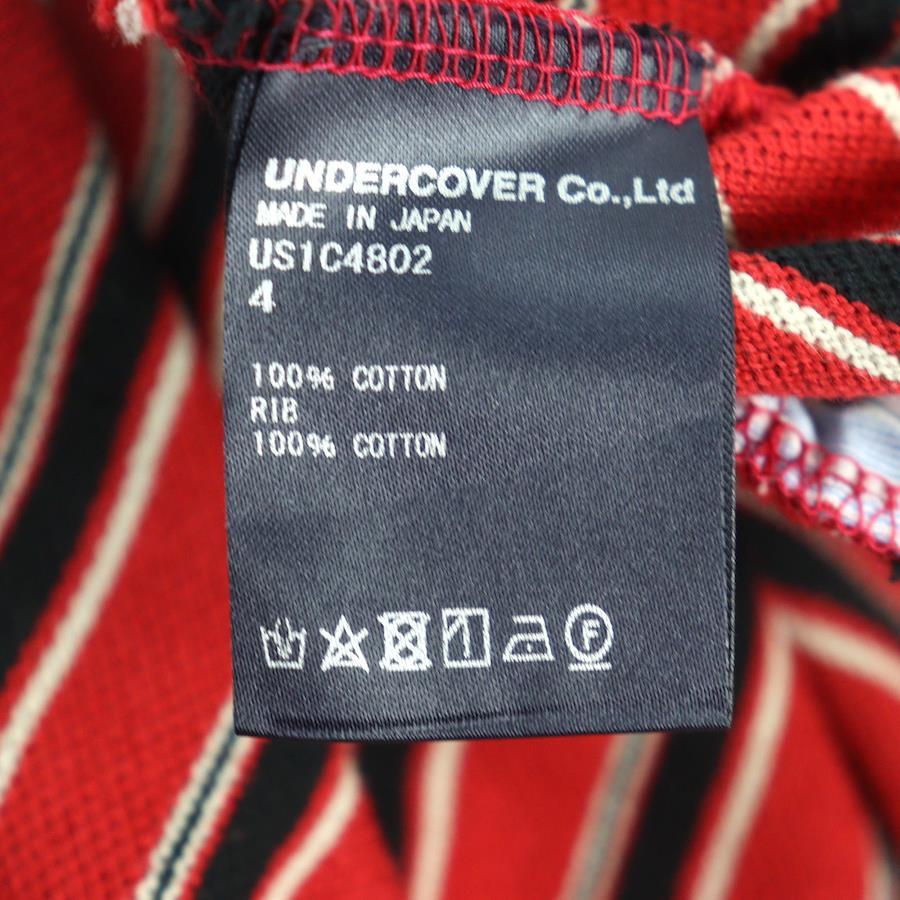 UNDERCOVER Co.,Ltd
MADE IN JAPAN
US1C4802
4
100% COTTON
RIB
100% COTTON
F